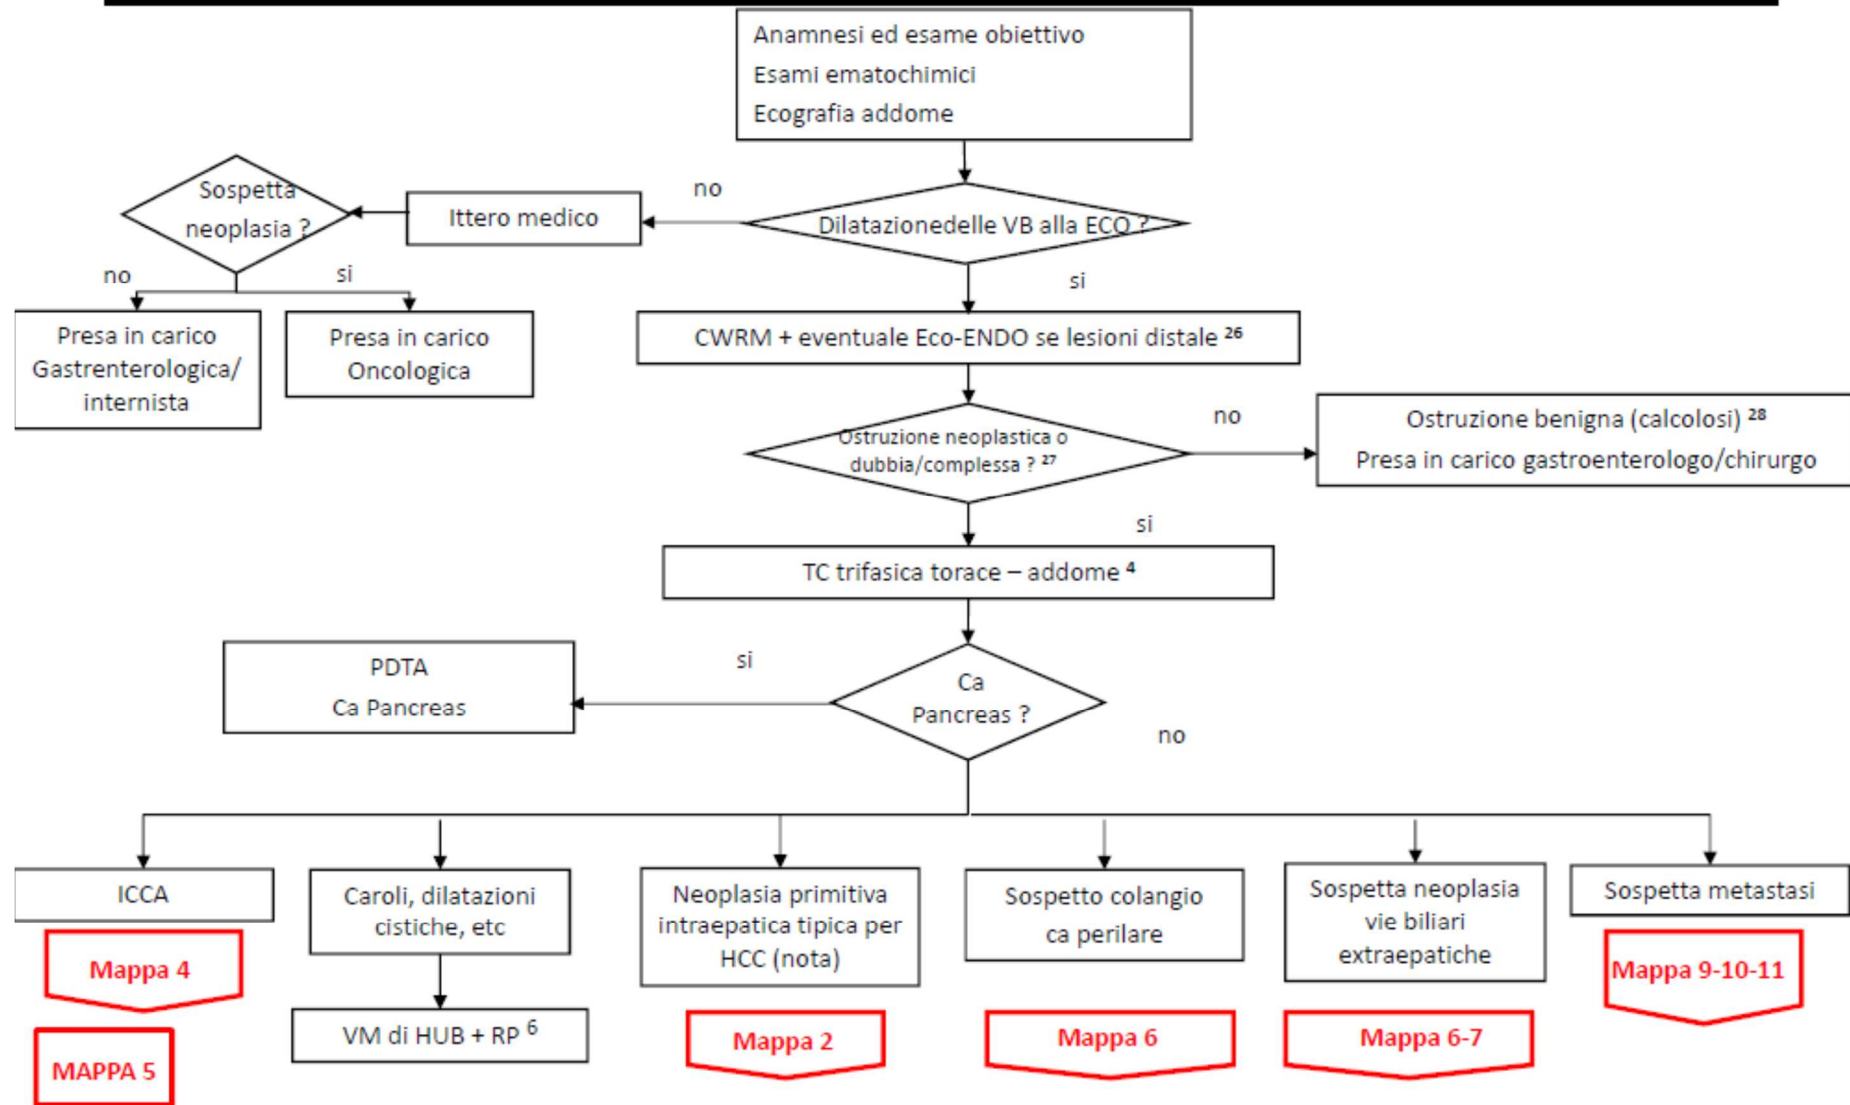 Anamnesi ed esame obiettivo
Esami ematochimici
Ecografia addome
Sospetta
neoplasia ?
Ittero medico
no
Dilatazionedelle VB alla ECO ?
no
si
si
Presa in carico
Gastrenterologica/
internista
Presa in carico
Oncologica
CWRM + eventuale Eco-ENDO se lesioni distale 26
Ostruzione neoplastica o
dubbia/complessa ? 27
no
Ostruzione benigna (calcolosi) 28
Presa in carico gastroenterologo/chirurgo
si
TC trifasica torace – addome 4
PDTA
Ca Pancreas
si
Ca
Pancreas ?
no
ICCA
Mappa 4
MAPPA 5
Caroli, dilatazioni
cistiche, etc
VM di HUB + RP 6
Neoplasia primitiva
intraepatica tipica per
HCC (nota)
Mappa 2
Sospetto colangio
ca perilare
Mappa 6
Sospetta neoplasia
vie biliari
extraepatiche
Mappa 6-7
Sospetta metastasi
Mappa 9-10-11